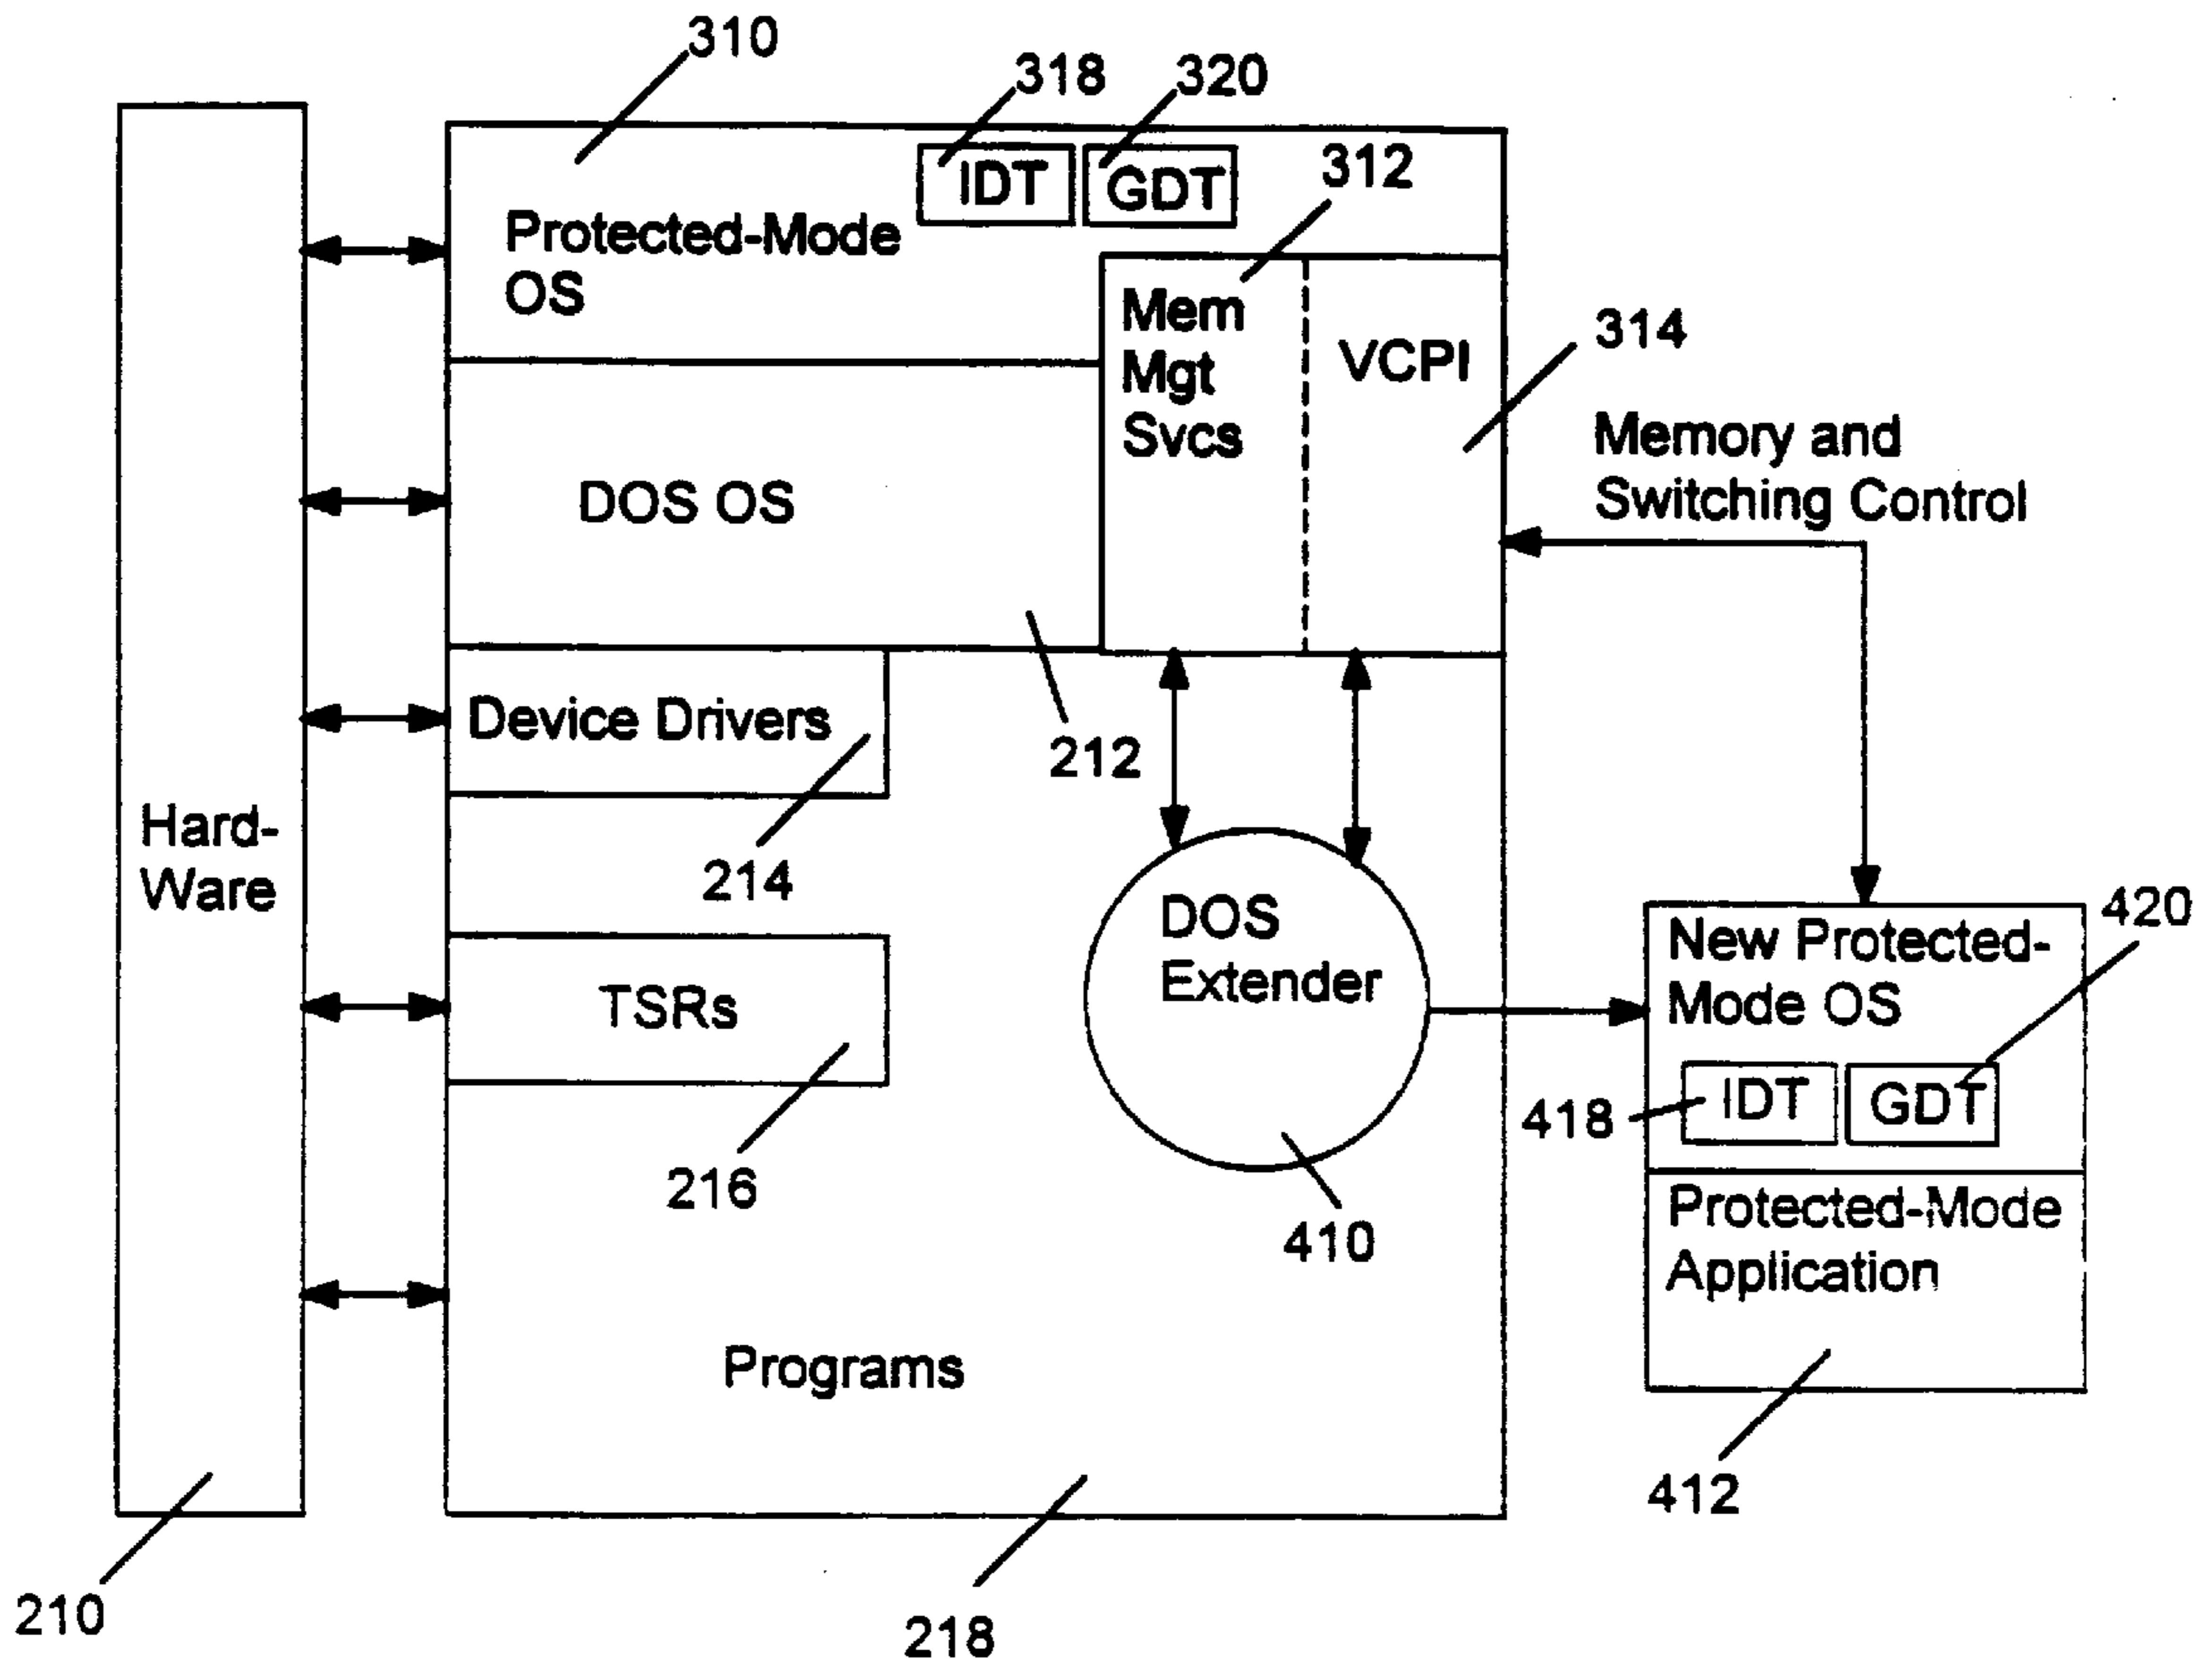 310
318
320
IDT
GDT
312
Protected-Mode
OS
Mem
Mgt
Svcs
VCPI
314
Memory and
Switching Control
DOS OS
Device Drivers
212
214
Hard-
Ware
DOS
Extender
420
New Protected-
Mode OS
TSRs
IDT
GDT
418
216
410
Protected-Mode
Application
Programs
412
210
218